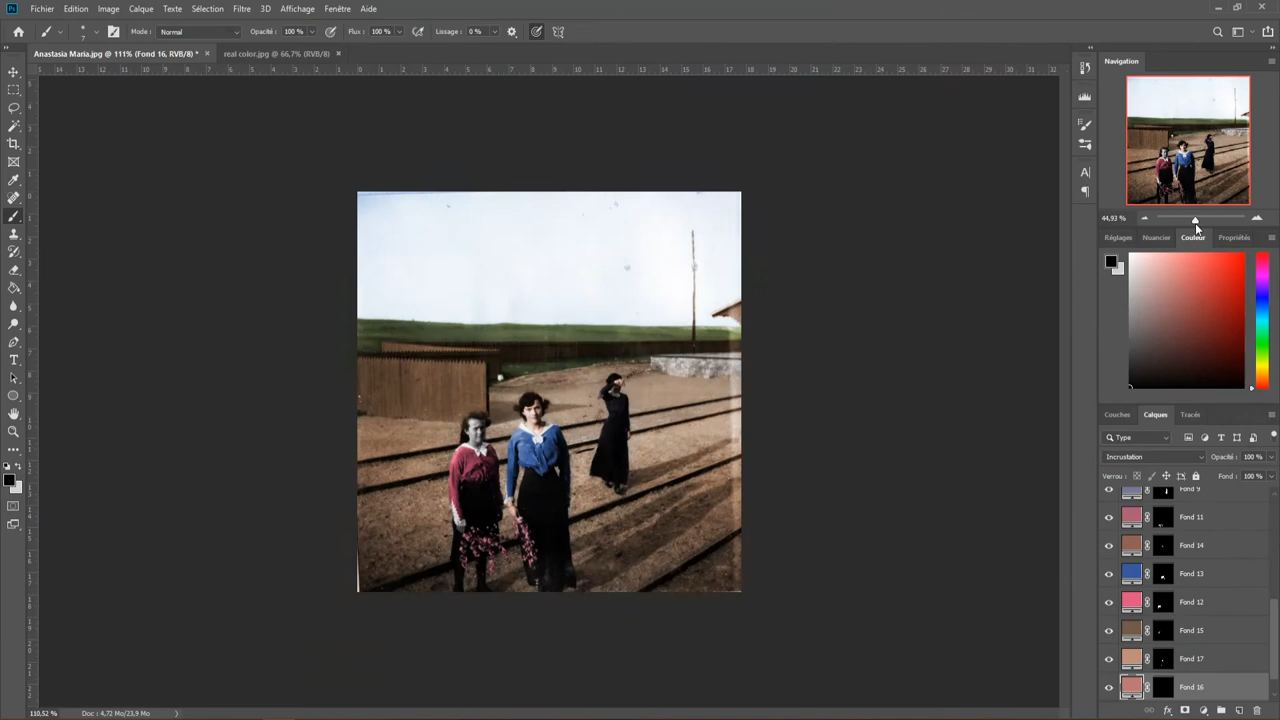 Ps Fichier Edition Image Calque Texte Sélection Filtre 3D Affichage Fenêtre Aide
7 Mode : Normal Opacité : 100 % Flux : 100 % Lissage : 0 %
Anastasia Maria.jpg @ 111% (Fond 16, RVB/8) * × real color.jpg @ 66,7% (RVB/8) ×
Navigation
44,93 %
Réglages Nuancier Couleur Propriétés
Couches Calques Tracés
Type
Incrustation Opacité : 100 %
Verrou : Fond : 100 %
Fond 9
Fond 11
Fond 14
Fond 13
Fond 12
Fond 15
Fond 17
Fond 16
110,52 % Doc : 4,72 Mo/23,9 Mo